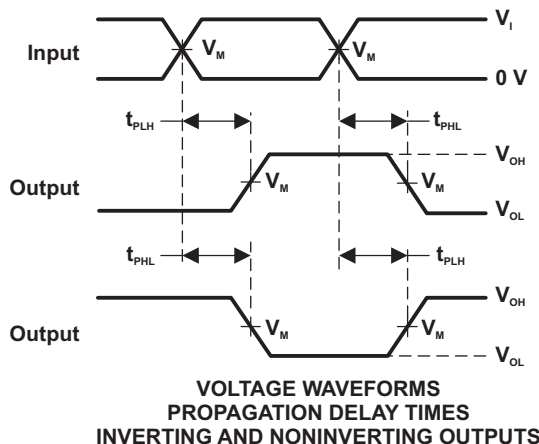 V_I
Input
V_M
V_M
0 V
t_PLH
t_PHL
V_OH
Output
V_M
V_M
V_OL
t_PHL
t_PLH
V_OH
Output
V_M
V_M
V_OL
VOLTAGE WAVEFORMS
PROPAGATION DELAY TIMES
INVERTING AND NONINVERTING OUTPUTS